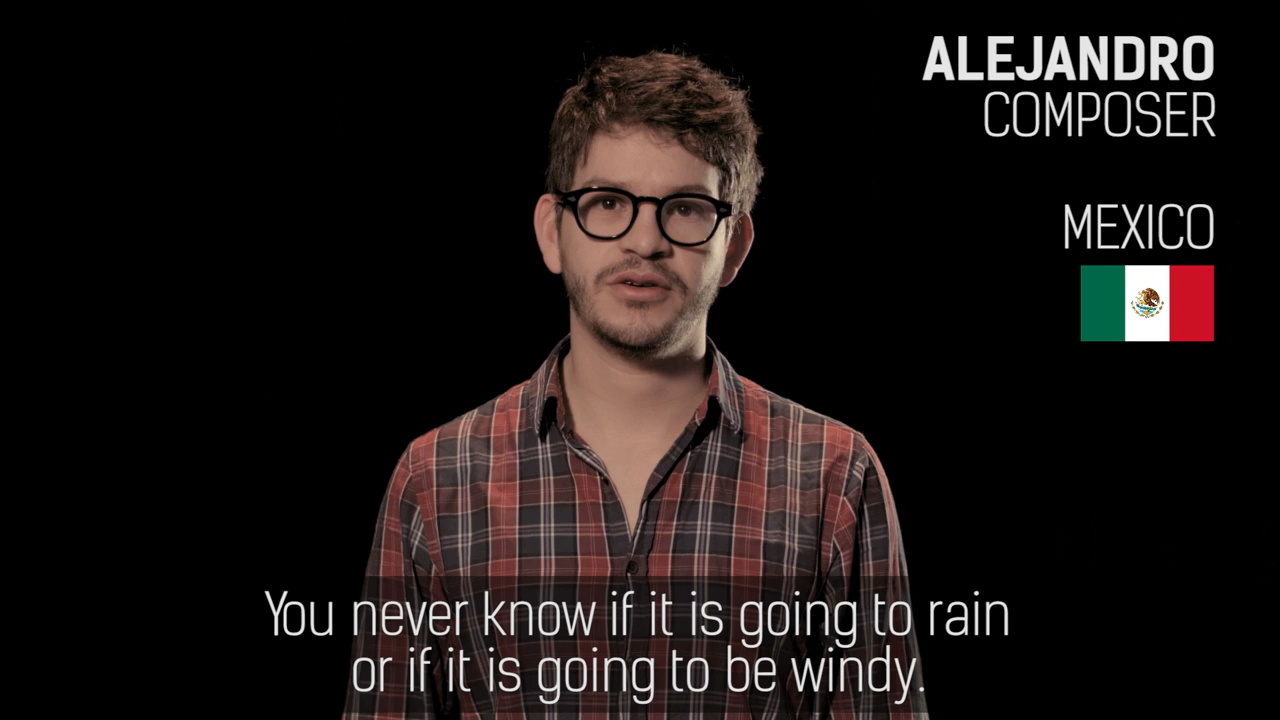 ALEJANDRO
COMPOSER
MEXICO
You never know if it is going to rain
or if it is going to be windy.